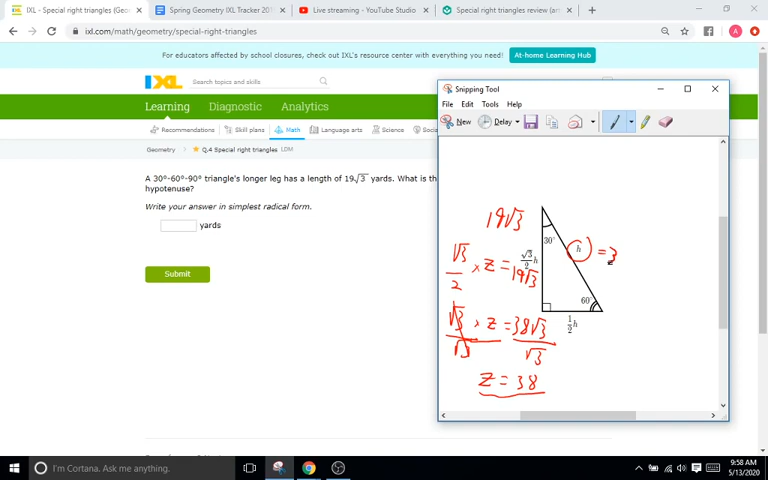 IXL - Special right triangles (Geo
Spring Geometry IXL Tracker 201
Live streaming - YouTube Studio
Special right triangles review (ar
ixl.com/math/geometry/special-right-triangles
For educators affected by school closures, check out IXL's resource center with everything you need!
At-home Learning Hub
IXL
Search topics and skills
Learning
Diagnostic
Analytics
Recommendations
Skill plans
Math
Language arts
Science
Geometry
Q.4 Special right triangles
LDM
A 30°-60°-90° triangle's longer leg has a length of 19√3 yards. What is th
hypotenuse?
Write your answer in simplest radical form.
yards
Submit
Snipping Tool
File Edit Tools Help
New
Delay
19√3
30°
√3/2 h
h
= 3
√3/2 × z = 19√3
60°
1/2 h
√3/√3 × z = 38√3/√3
z = 38
I'm Cortana. Ask me anything.
9:58 AM
5/13/2020